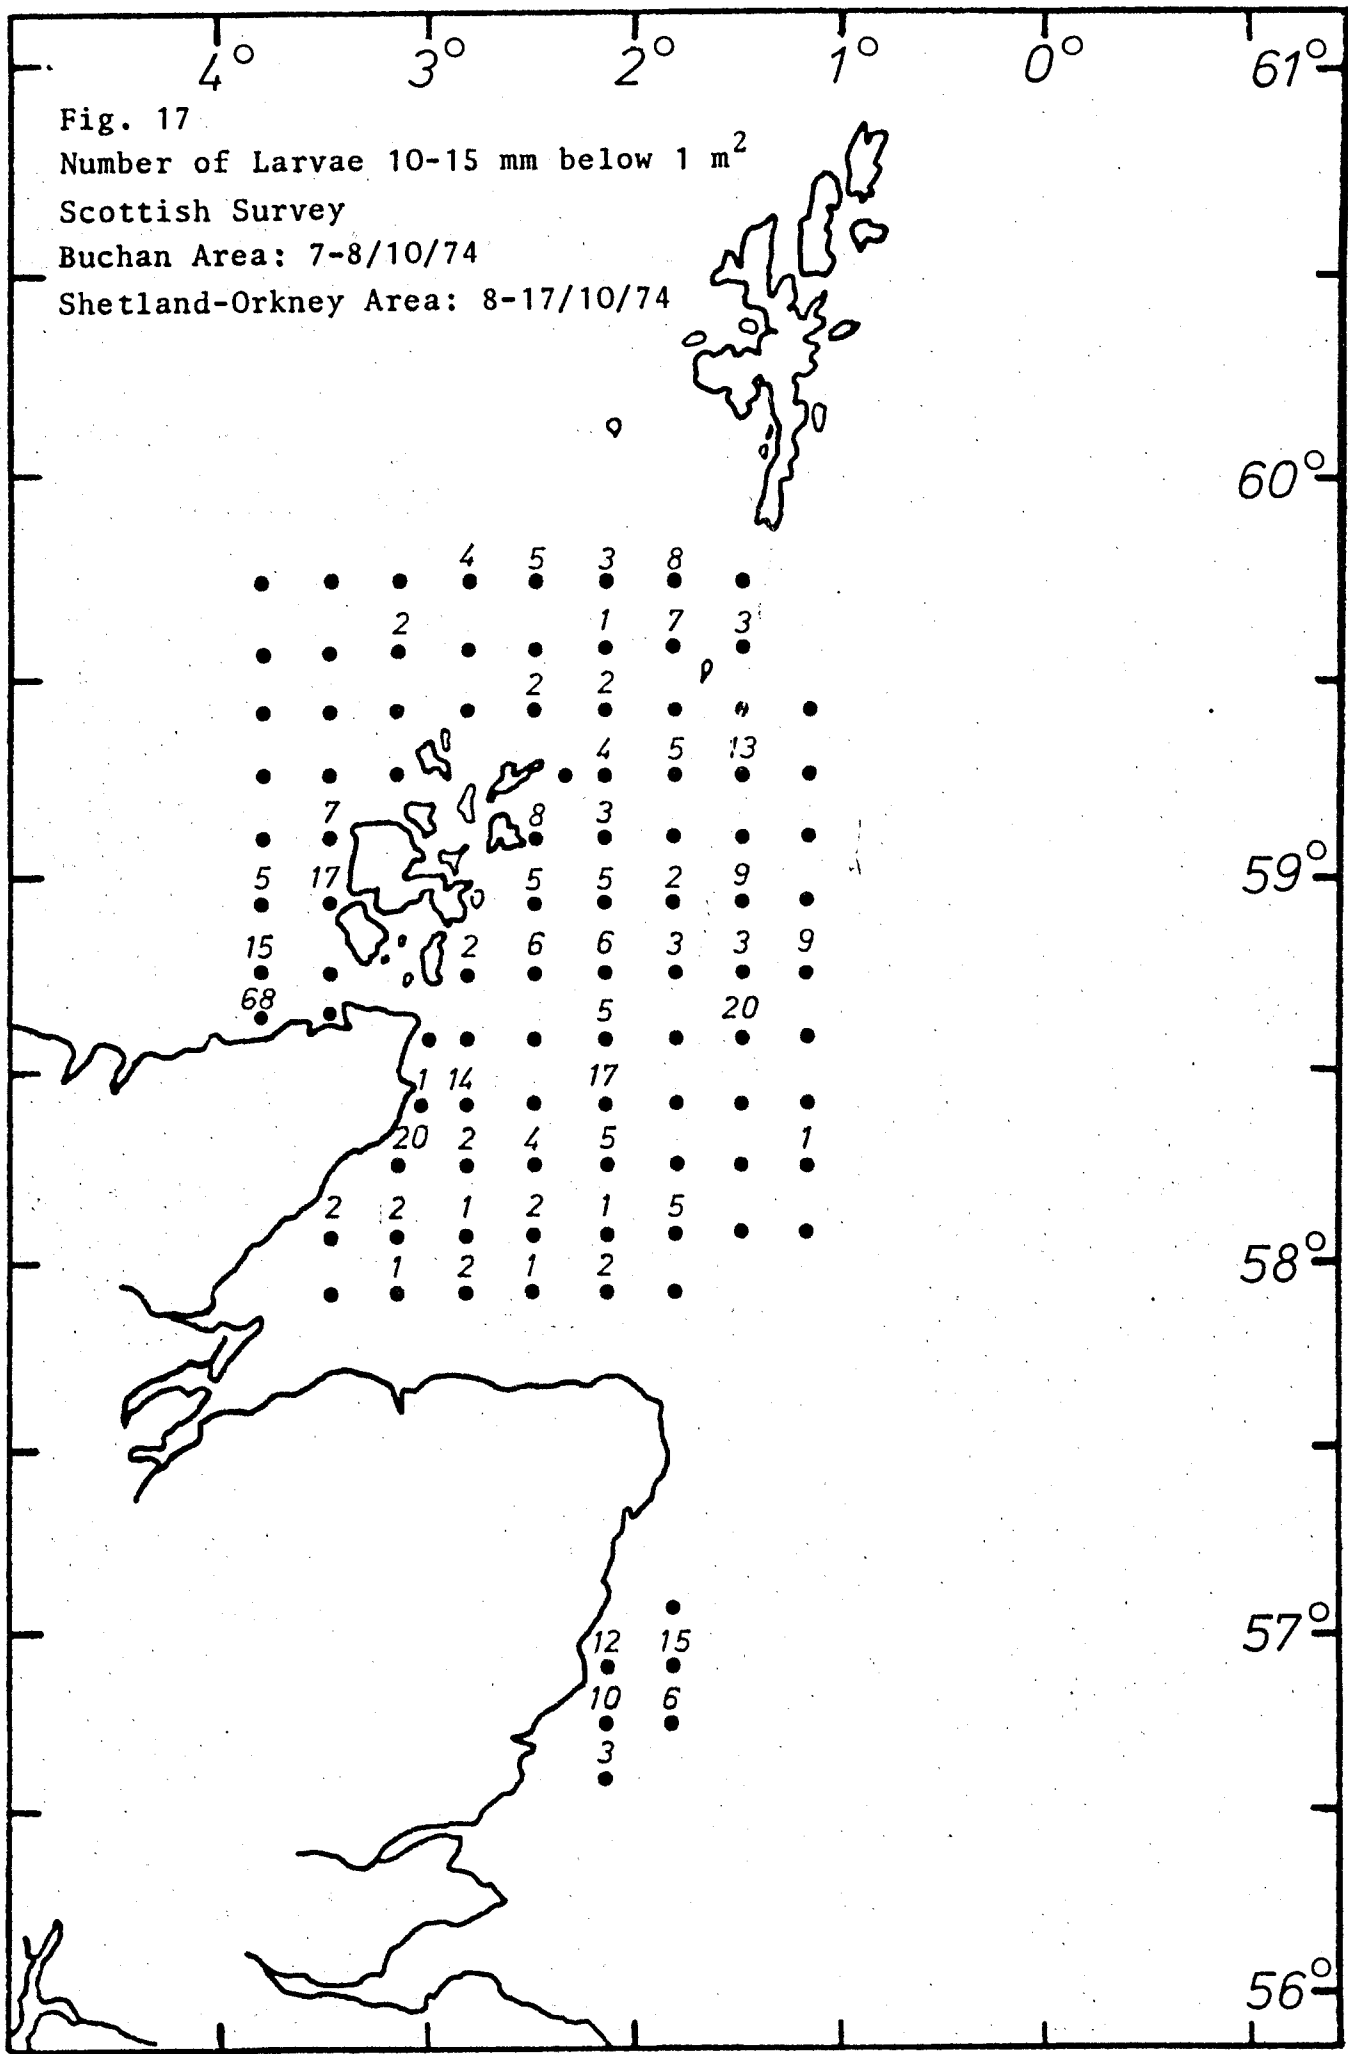 4° 3° 2° 1° 0° 61°
Fig. 17
Number of Larvae 10-15 mm below 1 m²
Scottish Survey
Buchan Area: 7-8/10/74
Shetland-Orkney Area: 8-17/10/74
60°
4 5 3 8
2 1 7 3
2 2
4 5 13
7 8 3
5 17 5 5 2 9
59°
15 2 6 6 3 3 9
68 5 20
1 14 17
20 2 4 5 1
2 2 1 2 1 5
1 2 1 2
58°
57°
12 15
10 6
3
56°